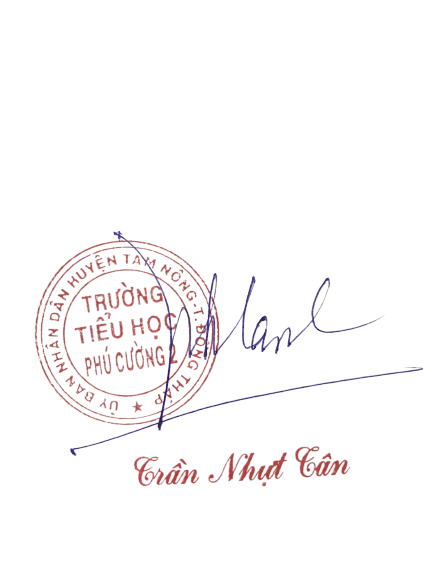 ỦY BAN NHÂN DÂN HUYỆN TAM NÔNG-T.ĐỒNG THÁP ★
TRƯỜNG
TIỂU HỌC
PHÚ CƯỜNG 2
Trần Nhựt Tân